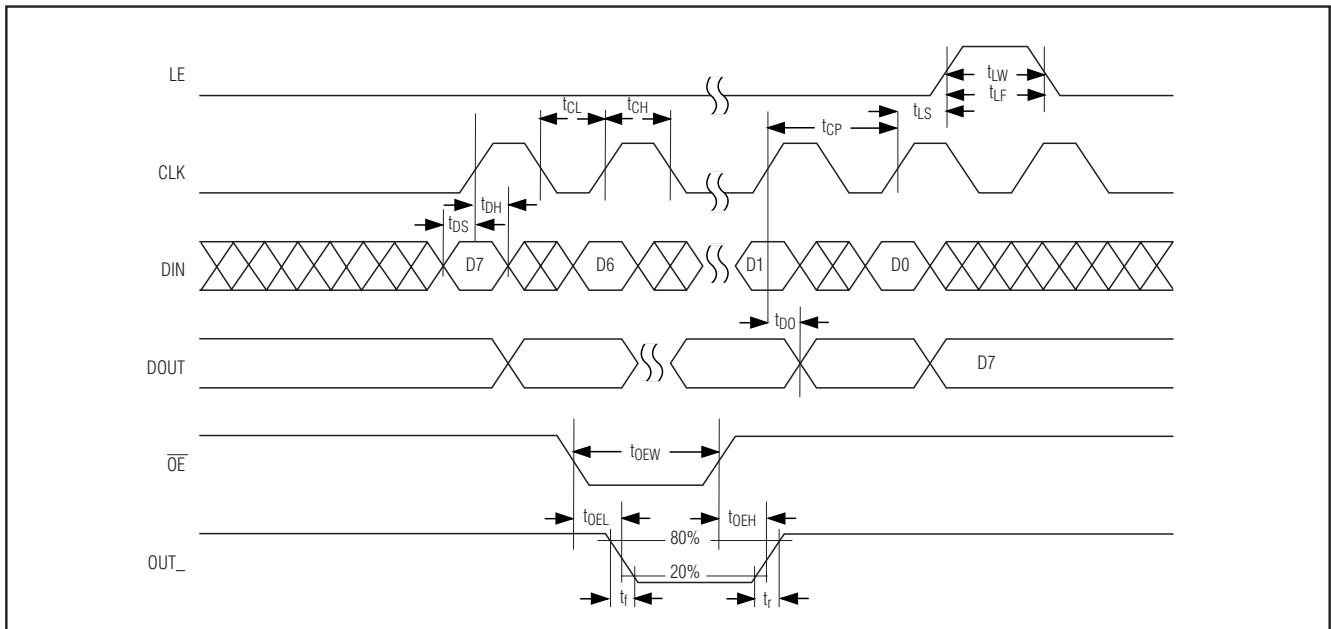 LE
tLW
tLF
tLS
tCL
tCH
tCP
CLK
tDH
tDS
DIN
D7
D6
D1
D0
tDO
DOUT
D7
OE
tOEW
tOEL
tOEH
80%
OUT_
20%
tf
tr